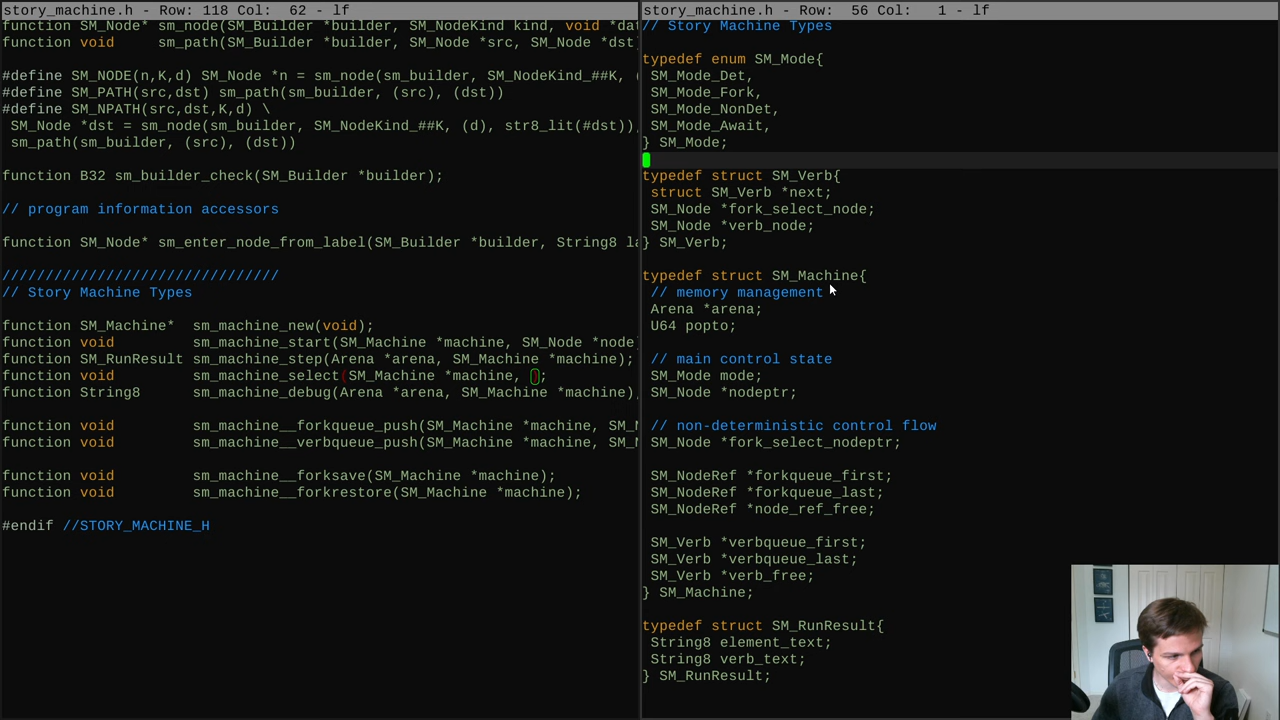 story_machine.h - Row: 118 Col:  62 - lf
function SM_Node* sm_node(SM_Builder *builder, SM_NodeKind kind, void *dat
function void     sm_path(SM_Builder *builder, SM_Node *src, SM_Node *dst
#define SM_NODE(n,K,d) SM_Node *n = sm_node(sm_builder, SM_NodeKind_##K, (
#define SM_PATH(src,dst) sm_path(sm_builder, (src), (dst))
#define SM_NPATH(src,dst,K,d) \
 SM_Node *dst = sm_node(sm_builder, SM_NodeKind_##K, (d), str8_lit(#dst));
 sm_path(sm_builder, (src), (dst))
function B32 sm_builder_check(SM_Builder *builder);
// program information accessors
function SM_Node* sm_enter_node_from_label(SM_Builder *builder, String8 la
////////////////////////////////
// Story Machine Types
function SM_Machine*  sm_machine_new(void);
function void         sm_machine_start(SM_Machine *machine, SM_Node *node
function SM_RunResult sm_machine_step(Arena *arena, SM_Machine *machine);
function void         sm_machine_select(SM_Machine *machine, );
function String8      sm_machine_debug(Arena *arena, SM_Machine *machine)
function void         sm_machine__forkqueue_push(SM_Machine *machine, SM_N
function void         sm_machine__verbqueue_push(SM_Machine *machine, SM_N
function void         sm_machine__forksave(SM_Machine *machine);
function void         sm_machine__forkrestore(SM_Machine *machine);
#endif //STORY_MACHINE_H
story_machine.h - Row:  56 Col:   1 - lf
// Story Machine Types
typedef enum SM_Mode{
 SM_Mode_Det,
 SM_Mode_Fork,
 SM_Mode_NonDet,
 SM_Mode_Await,
} SM_Mode;
typedef struct SM_Verb{
 struct SM_Verb *next;
 SM_Node *fork_select_node;
 SM_Node *verb_node;
} SM_Verb;
typedef struct SM_Machine{
 // memory management
 Arena *arena;
 U64 popto;
 // main control state
 SM_Mode mode;
 SM_Node *nodeptr;
 // non-deterministic control flow
 SM_Node *fork_select_nodeptr;
 SM_NodeRef *forkqueue_first;
 SM_NodeRef *forkqueue_last;
 SM_NodeRef *node_ref_free;
 SM_Verb *verbqueue_first;
 SM_Verb *verbqueue_last;
 SM_Verb *verb_free;
} SM_Machine;
typedef struct SM_RunResult{
 String8 element_text;
 String8 verb_text;
} SM_RunResult;